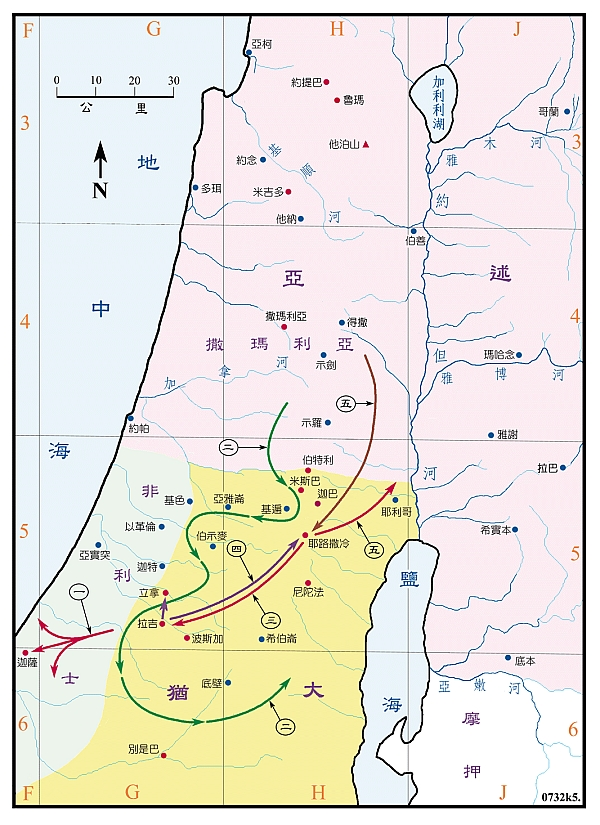 F G H J
亞柯
0 10 20 30
公里
約提巴
魯瑪
加利利湖
哥蘭
3
3
N
他泊山
雅木河
地
約念
基順河
多珥
米吉多
約
他納
伯善
中
亞
述
4
4
撒瑪利亞
得撒
撒瑪利亞
示劍
瑪哈念
但
加拿河
雅博河
五
約帕
示羅
雅謝
海
二
伯特利
河
拉巴
非
米斯巴
基色
亞雅崙
迦巴
基遍
耶利哥
以革倫
伯示麥
耶路撒冷
希實本
亞實突
四
五
5
5
迦特
利
鹽
一
立拿
尼陀法
拉吉
三
波斯加
希伯崙
迦薩
底本
士
猶
底壁
大
亞嫩河
海
二
摩
6
6
別是巴
押
F G H J
0732k5.